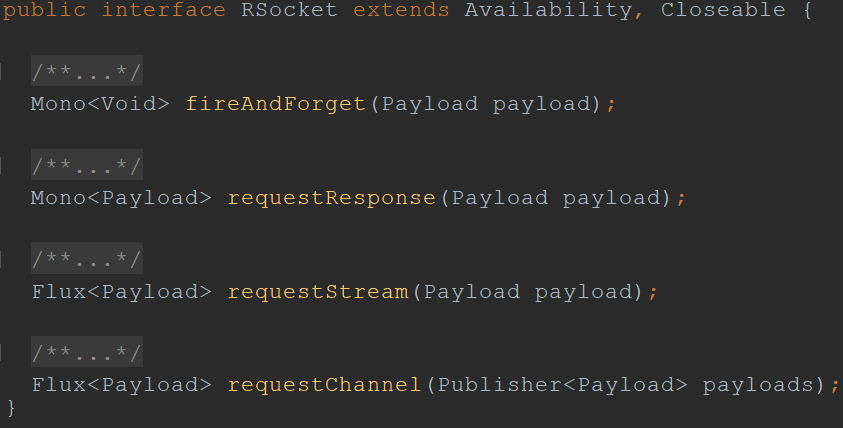 public interface RSocket extends Availability, Closeable {
/**...*/
Mono<Void> fireAndForget(Payload payload);
/**...*/
Mono<Payload> requestResponse(Payload payload);
/**...*/
Flux<Payload> requestStream(Payload payload);
/**...*/
Flux<Payload> requestChannel(Publisher<Payload> payloads);
}